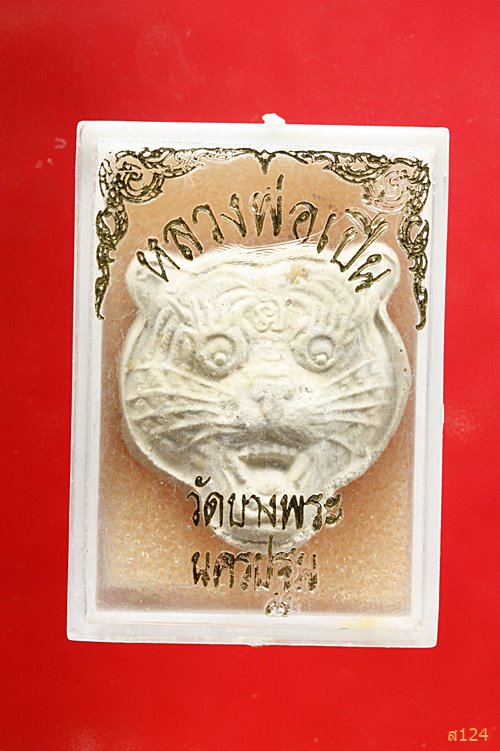 หลวงพ่อเปิ่น
วัดบางพระ
นครปฐม
ส124